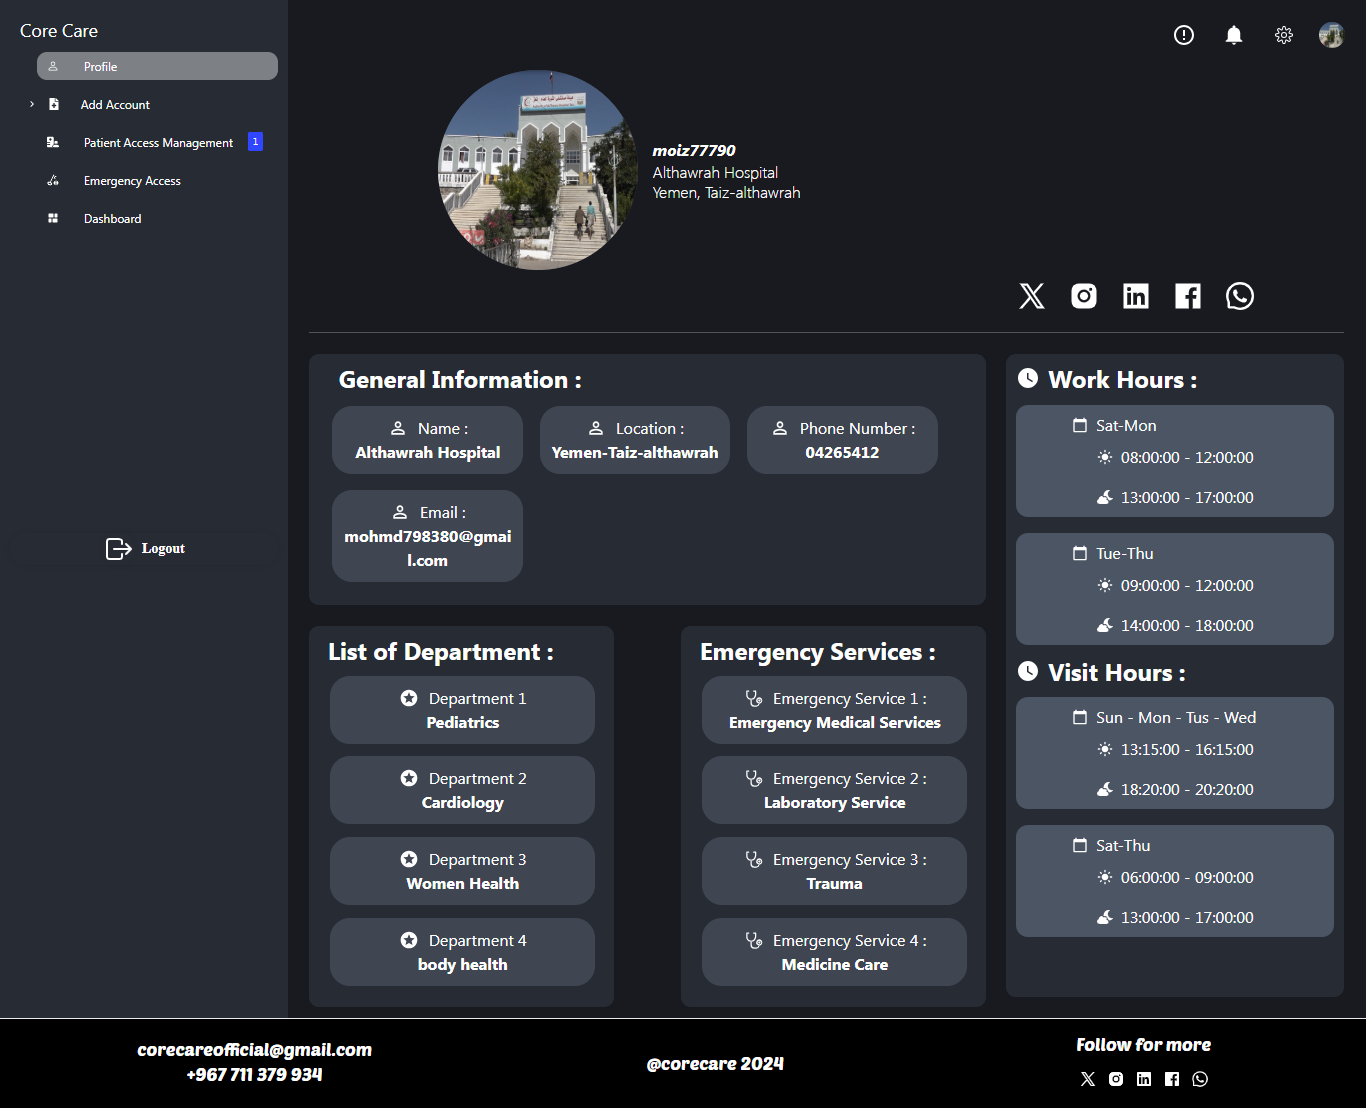 Core Care
Profile
Add Account
Patient Access Management 1
Emergency Access
Dashboard
Logout
moiz77790
Althawrah Hospital
Yemen, Taiz-althawrah
General Information :
Name :
Althawrah Hospital
Location :
Yemen-Taiz-althawrah
Phone Number :
04265412
Email :
mohmd798380@gmai
l.com
List of Department :
Department 1
Pediatrics
Department 2
Cardiology
Department 3
Women Health
Department 4
body health
Emergency Services :
Emergency Service 1 :
Emergency Medical Services
Emergency Service 2 :
Laboratory Service
Emergency Service 3 :
Trauma
Emergency Service 4 :
Medicine Care
Work Hours :
Sat-Mon
08:00:00 - 12:00:00
13:00:00 - 17:00:00
Tue-Thu
09:00:00 - 12:00:00
14:00:00 - 18:00:00
Visit Hours :
Sun - Mon - Tus - Wed
13:15:00 - 16:15:00
18:20:00 - 20:20:00
Sat-Thu
06:00:00 - 09:00:00
13:00:00 - 17:00:00
corecareofficial@gmail.com
+967 711 379 934
@corecare 2024
Follow for more